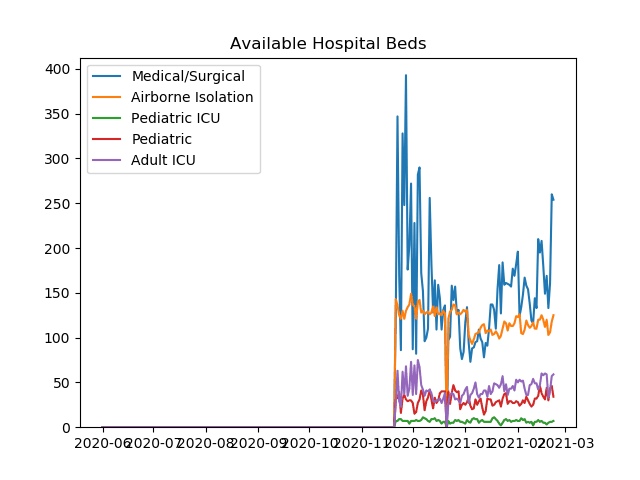 Available Hospital Beds
400
350
300
250
200
150
100
50
0
Medical/Surgical
Airborne Isolation
Pediatric ICU
Pediatric
Adult ICU
2020-06 2020-07 2020-08 2020-09 2020-10 2020-11 2020-12 2021-01 2021-02 2021-03